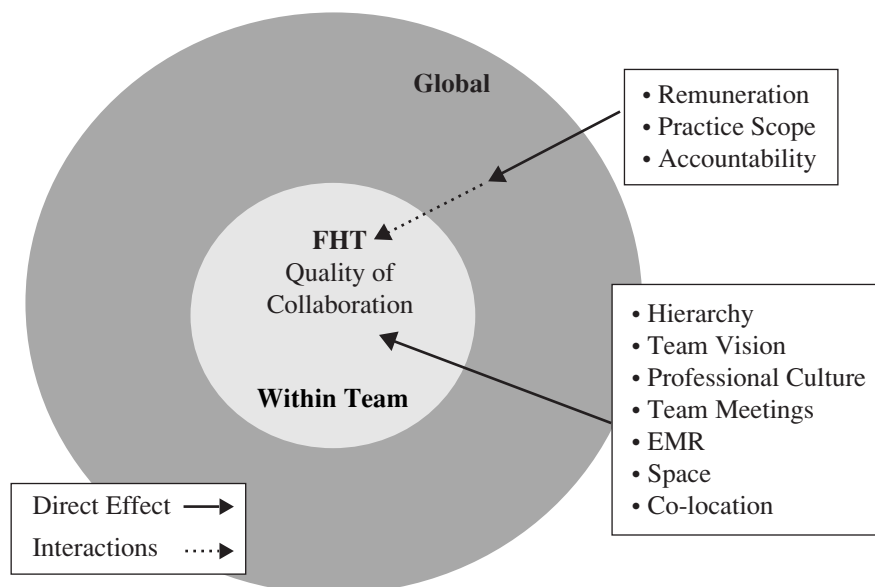 Global
• Remuneration
• Practice Scope
• Accountability
FHT
Quality of
Collaboration
Within Team
• Hierarchy
• Team Vision
• Professional Culture
• Team Meetings
• EMR
• Space
• Co-location
Direct Effect
Interactions